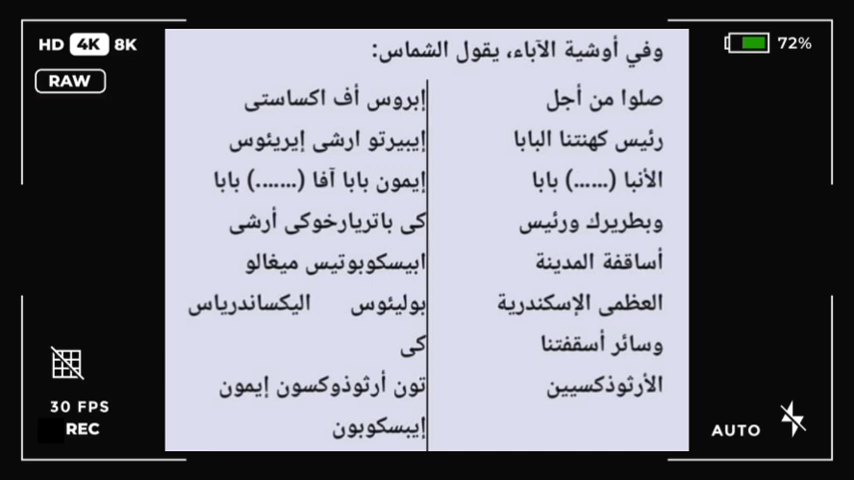 HD 4K 8K
RAW
72%
وفي أوشية الآباء، يقول الشماس:
صلوا من أجل
رئيس كهنتنا البابا
الأنبا (......) بابا
وبطريرك ورئيس
أساقفة المدينة
العظمى الإسكندرية
وسائر أسقفتنا
الأرثوذكسيين
إبروس أف اكساستى
إيبيرتو ارشى إيريئوس
إيمون بابا آفا (.......) بابا
كى باتريارخوكى أرشى
ابيسكوبوتيس ميغالو
بوليئوس اليكساندرياس
كى
تون أرثوذوكسون إيمون
إيبسكوبون
30 FPS
REC
AUTO